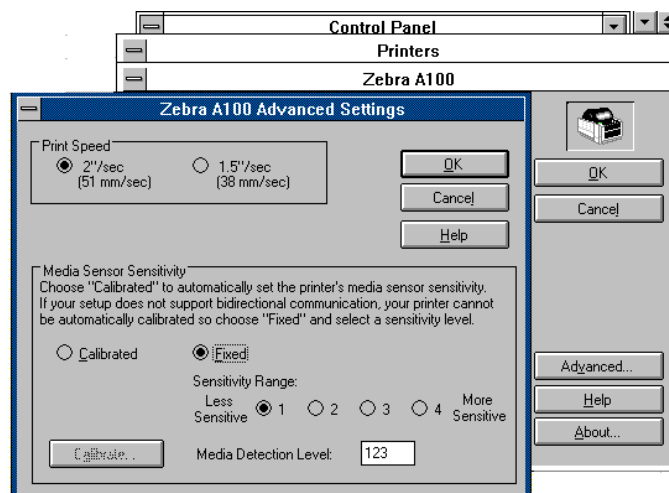 Control Panel
Printers
Zebra A100
Zebra A100 Advanced Settings
Print Speed
2"/sec
(51 mm/sec)
1.5"/sec
(38 mm/sec)
OK
Cancel
Help
OK
Cancel
Media Sensor Sensitivity
Choose "Calibrated" to automatically set the printer's media sensor sensitivity.
If your setup does not support bidirectional communication, your printer cannot
be automatically calibrated so choose "Fixed" and select a sensitivity level.
Calibrated
Fixed
Sensitivity Range:
Less
Sensitive
1
2
3
4
More
Sensitive
Calibrate...
Media Detection Level:
123
Advanced...
Help
About...